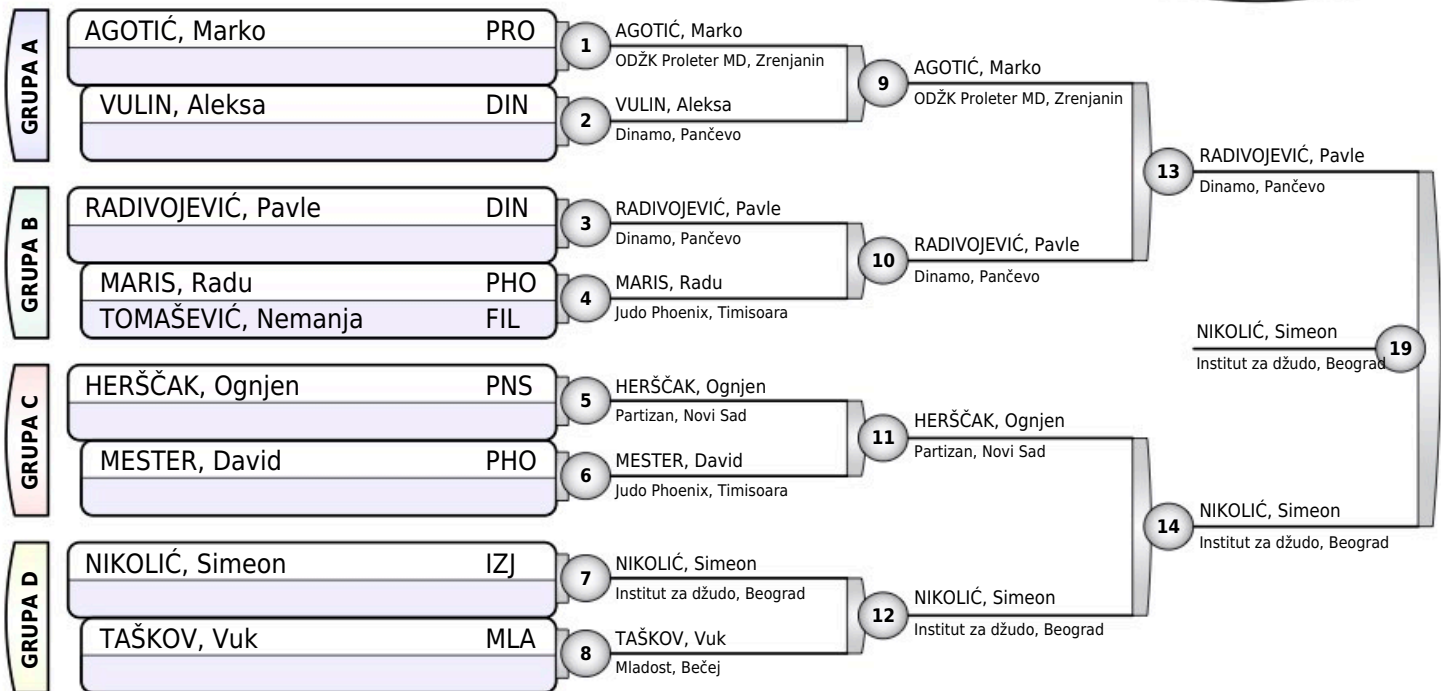 GRUPA A
AGOTIĆ, Marko PRO
VULIN, Aleksa DIN
GRUPA B
RADIVOJEVIĆ, Pavle DIN
MARIS, Radu PHO
TOMAŠEVIĆ, Nemanja FIL
GRUPA C
HERŠČAK, Ognjen PNS
MESTER, David PHO
GRUPA D
NIKOLIĆ, Simeon IZJ
TAŠKOV, Vuk MLA
1
AGOTIĆ, Marko
ODŽK Proleter MD, Zrenjanin
2
VULIN, Aleksa
Dinamo, Pančevo
3
RADIVOJEVIĆ, Pavle
Dinamo, Pančevo
4
MARIS, Radu
Judo Phoenix, Timisoara
5
HERŠČAK, Ognjen
Partizan, Novi Sad
6
MESTER, David
Judo Phoenix, Timisoara
7
NIKOLIĆ, Simeon
Institut za džudo, Beograd
8
TAŠKOV, Vuk
Mladost, Bečej
9
AGOTIĆ, Marko
ODŽK Proleter MD, Zrenjanin
10
RADIVOJEVIĆ, Pavle
Dinamo, Pančevo
11
HERŠČAK, Ognjen
Partizan, Novi Sad
12
NIKOLIĆ, Simeon
Institut za džudo, Beograd
13
RADIVOJEVIĆ, Pavle
Dinamo, Pančevo
14
NIKOLIĆ, Simeon
Institut za džudo, Beograd
NIKOLIĆ, Simeon
Institut za džudo, Beograd
19